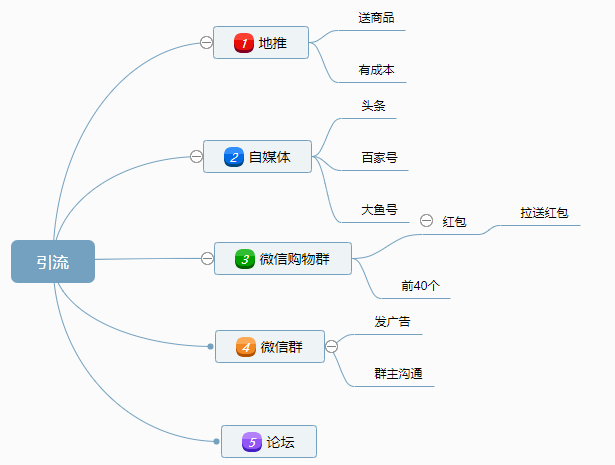 引流
1 地推
送商品
有成本
2 自媒体
头条
百家号
大鱼号
3 微信购物群
红包
拉送红包
前40个
4 微信群
发广告
群主沟通
5 论坛